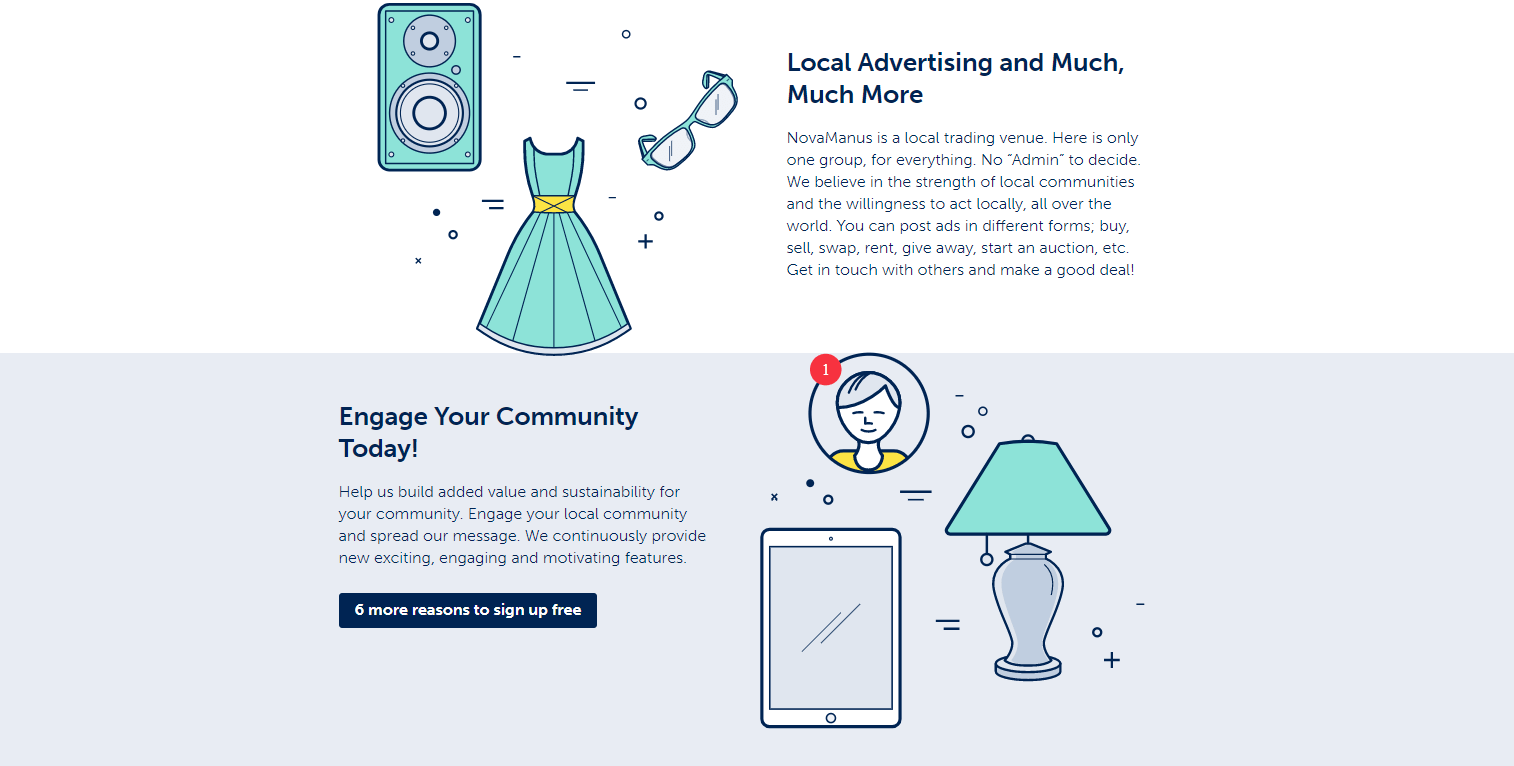 Local Advertising and Much,
Much More
NovaManus is a local trading venue. Here is only
one group, for everything. No “Admin” to decide.
We believe in the strength of local communities
and the willingness to act locally, all over the
world. You can post ads in different forms; buy,
sell, swap, rent, give away, start an auction, etc.
Get in touch with others and make a good deal!
1
Engage Your Community
Today!
Help us build added value and sustainability for
your community. Engage your local community
and spread our message. We continuously provide
new exciting, engaging and motivating features.
6 more reasons to sign up free